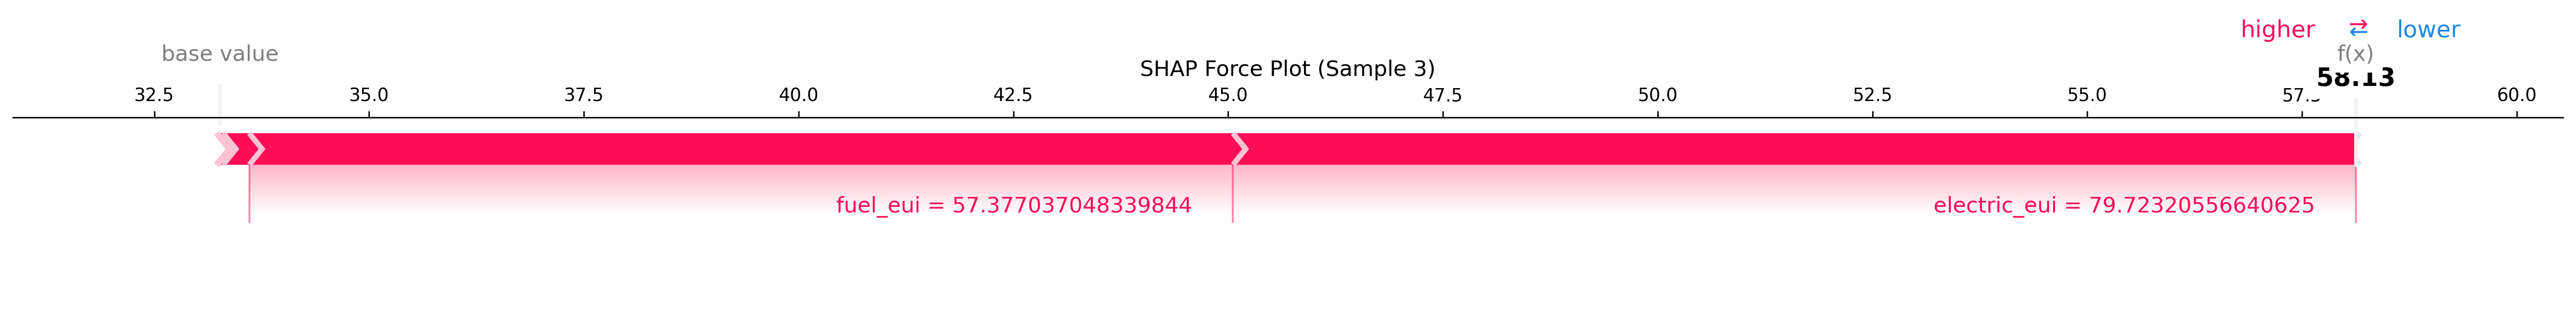 higher ⇄ lower
base value
f(x)
SHAP Force Plot (Sample 3)
58.13
32.5 35.0 37.5 40.0 42.5 45.0 47.5 50.0 52.5 55.0 57.5 60.0
fuel_eui = 57.377037048339844
electric_eui = 79.72320556640625